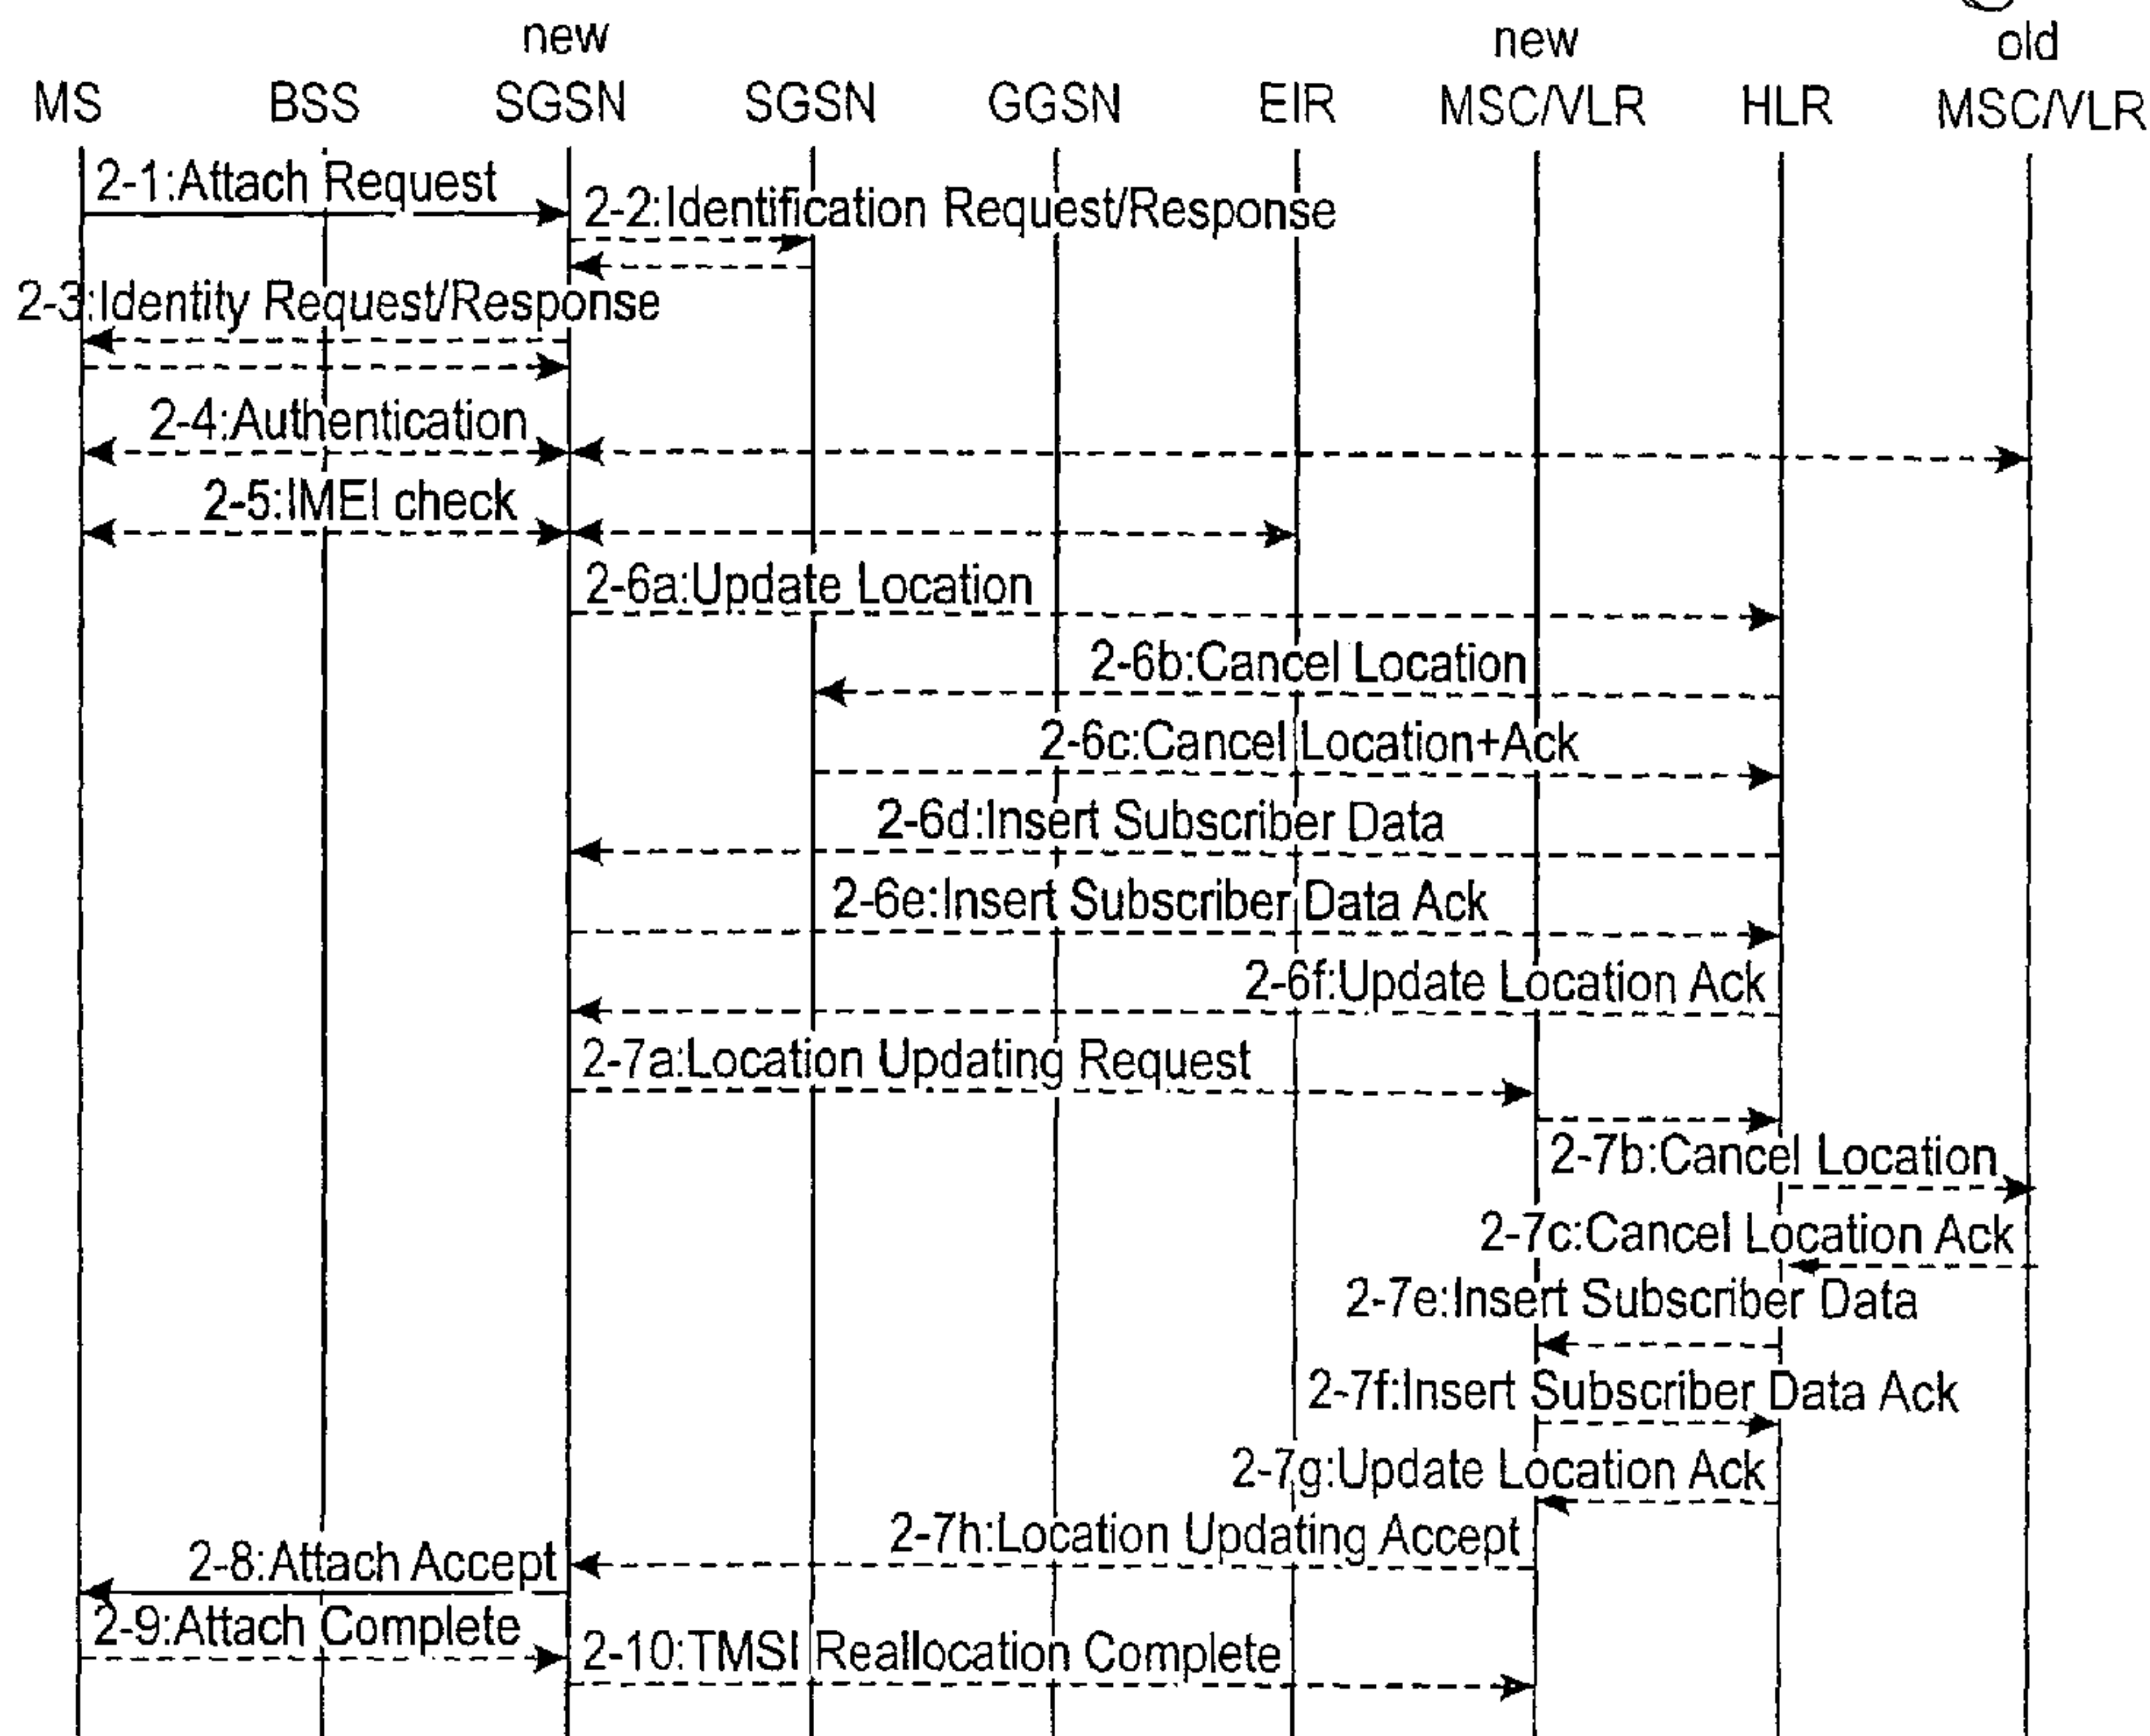 new new old
MS BSS SGSN SGSN GGSN EIR MSC/VLR HLR MSC/VLR
2-1:Attach Request
2-2:Identification Request/Response
2-3:Identity Request/Response
2-4:Authentication
2-5:IMEI check
2-6a:Update Location
2-6b:Cancel Location
2-6c:Cancel Location+Ack
2-6d:Insert Subscriber Data
2-6e:Insert Subscriber Data Ack
2-6f:Update Location Ack
2-7a:Location Updating Request
2-7b:Cancel Location
2-7c:Cancel Location Ack
2-7e:Insert Subscriber Data
2-7f:Insert Subscriber Data Ack
2-7g:Update Location Ack
2-7h:Location Updating Accept
2-8:Attach Accept
2-9:Attach Complete
2-10:TMSI Reallocation Complete